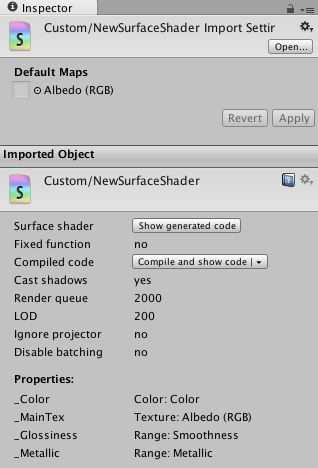 Inspector
Custom/NewSurfaceShader Import Settir
Open...
Default Maps
Albedo (RGB)
Revert Apply
Imported Object
Custom/NewSurfaceShader
Surface shader Show generated code
Fixed function no
Compiled code Compile and show code
Cast shadows yes
Render queue 2000
LOD 200
Ignore projector no
Disable batching no
Properties:
_Color Color: Color
_MainTex Texture: Albedo (RGB)
_Glossiness Range: Smoothness
_Metallic Range: Metallic